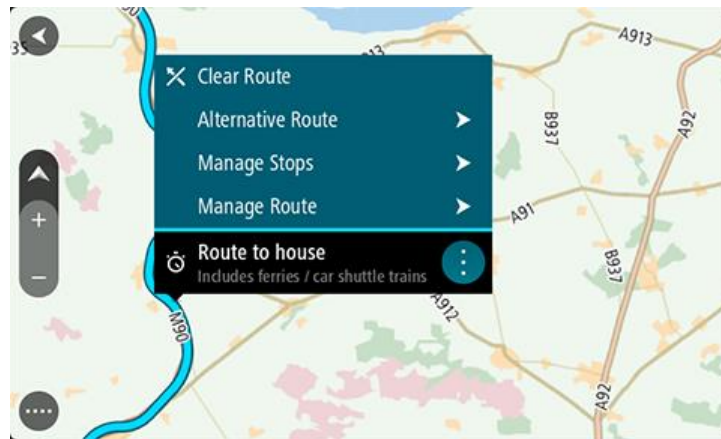 A913
A913
Clear Route
Alternative Route
B937
A92
Manage Stops
Manage Route
A91
Route to house
Includes ferries / car shuttle trains
B937
A912
M90
A92